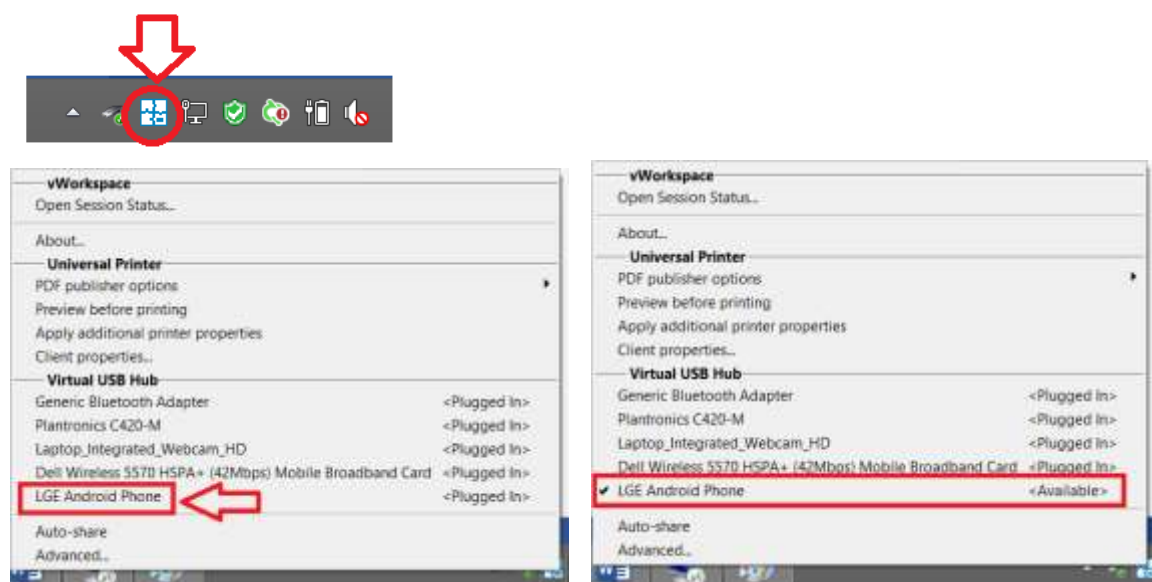 vWorkspace
Open Session Status...
About...
Universal Printer
PDF publisher options
Preview before printing
Apply additional printer properties
Client properties...
Virtual USB Hub
Generic Bluetooth Adapter <Plugged In>
Plantronics C420-M <Plugged In>
Laptop_Integrated_Webcam_HD <Plugged In>
Dell Wireless 5570 HSPA+ (42Mbps) Mobile Broadband Card <Plugged In>
LGE Android Phone <Plugged In>
Auto-share
Advanced...
vWorkspace
Open Session Status...
About...
Universal Printer
PDF publisher options
Preview before printing
Apply additional printer properties
Client properties...
Virtual USB Hub
Generic Bluetooth Adapter <Plugged In>
Plantronics C420-M <Plugged In>
Laptop_Integrated_Webcam_HD <Plugged In>
Dell Wireless 5570 HSPA+ (42Mbps) Mobile Broadband Card <Plugged In>
LGE Android Phone <Available>
Auto-share
Advanced...